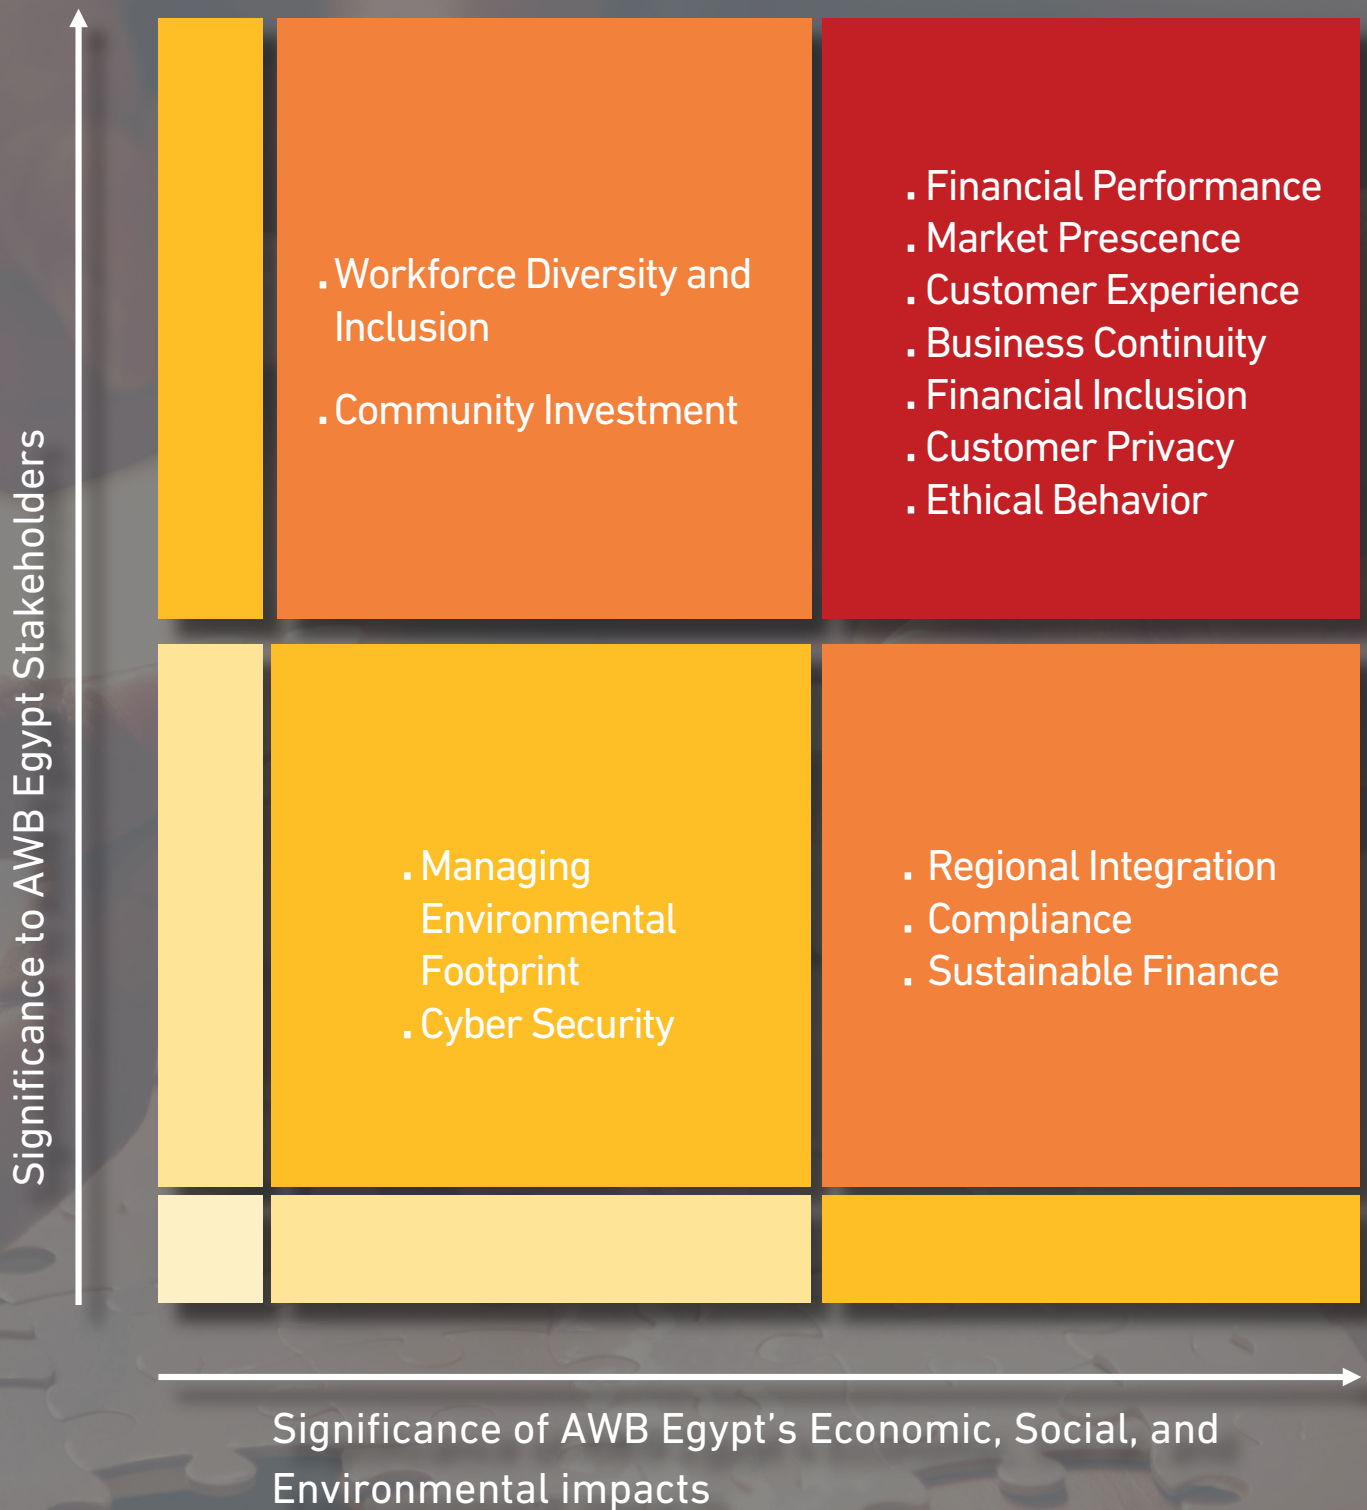 Significance to AWB Egypt Stakeholders
. Workforce Diversity and
Inclusion
. Community Investment
. Financial Performance
. Market Prescence
. Customer Experience
. Business Continuity
. Financial Inclusion
. Customer Privacy
. Ethical Behavior
. Managing
Environmental
Footprint
. Cyber Security
. Regional Integration
. Compliance
. Sustainable Finance
Significance of AWB Egypt’s Economic, Social, and
Environmental impacts